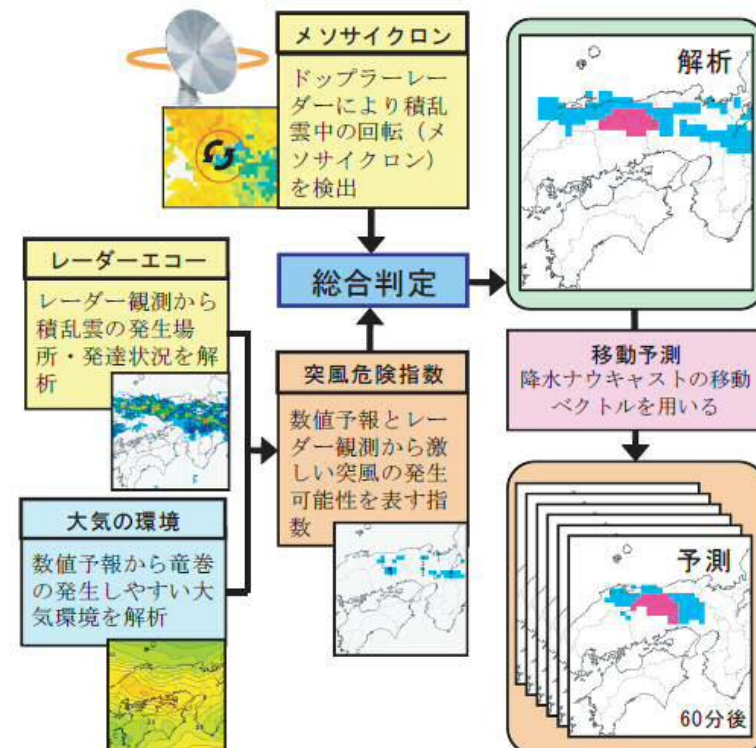 メソサイクロン
ドップラーレー
ダーにより積乱
雲中の回転（メ
ソサイクロン）
を検出
レーダーエコー
レーダー観測から
積乱雲の発生場
所・発達状況を解
析
大気の環境
数値予報から竜巻
の発生しやすい大
気環境を解析
総合判定
突風危険指数
数値予報とレー
ダー観測から激
しい突風の発生
可能性を表す指
数
解析
移動予測
降水ナウキャストの移動
ベクトルを用いる
予測
60分後